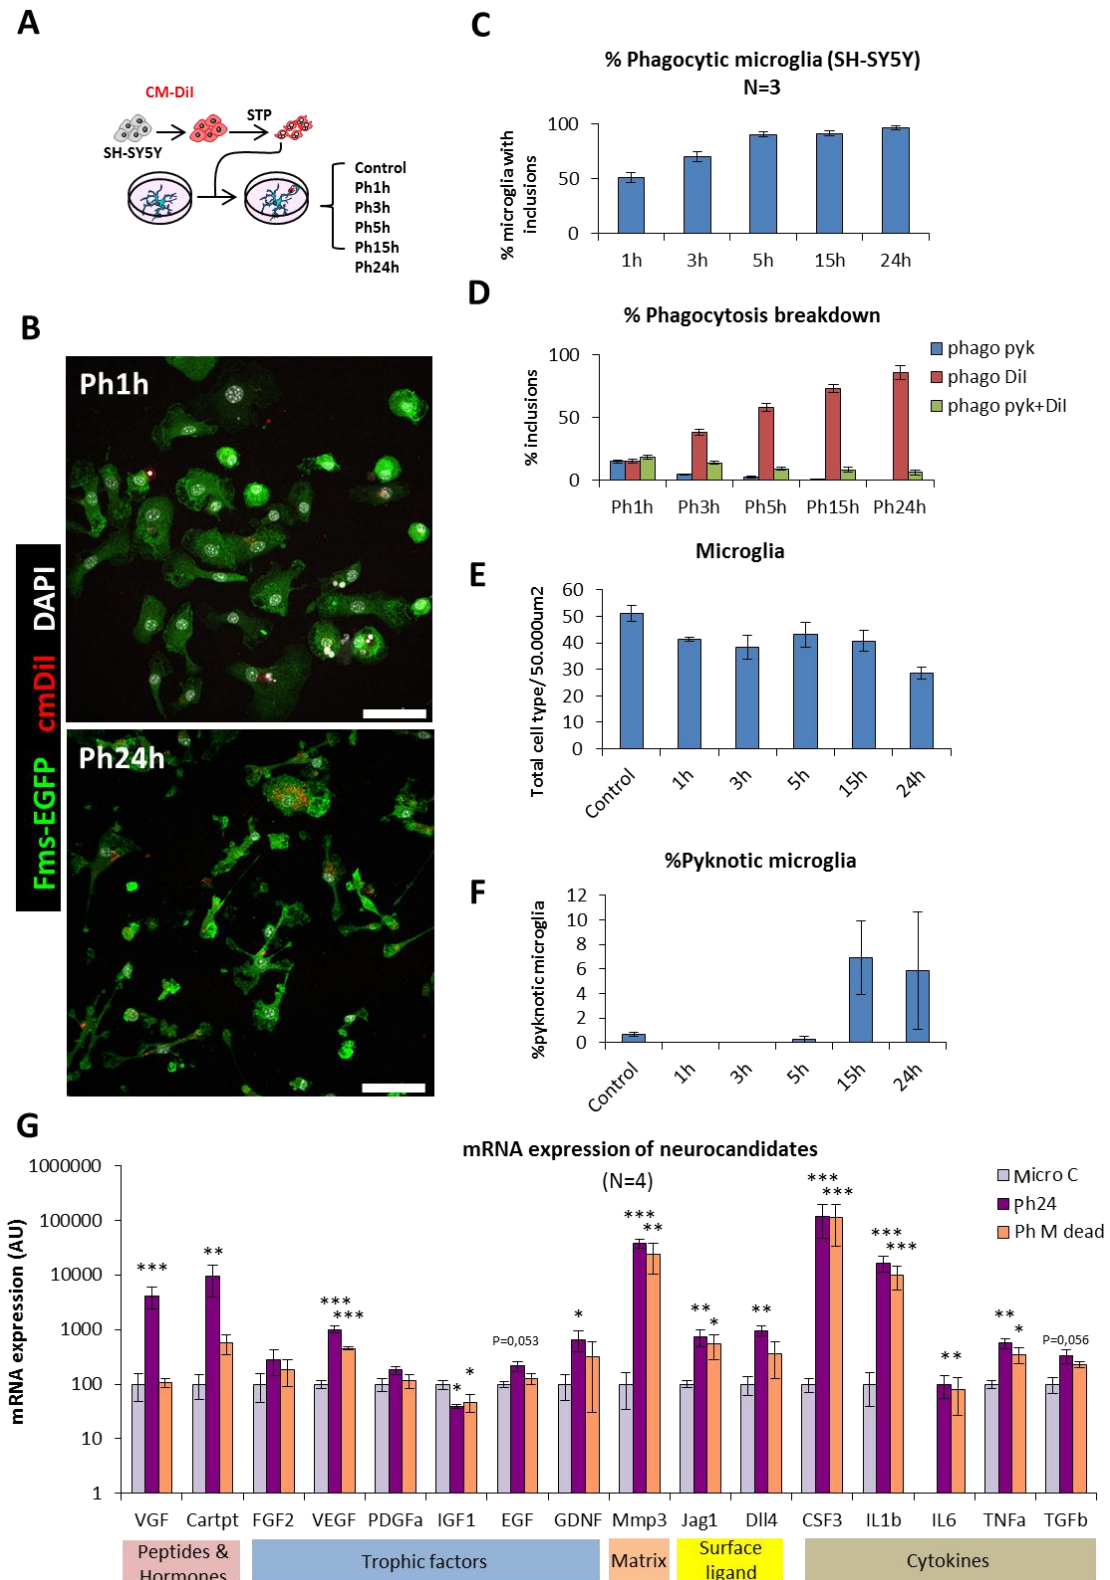 A
CM-DiI
STP
SH-SY5Y
Control
Ph1h
Ph3h
Ph5h
Ph15h
Ph24h
B
Ph1h
Ph24h
Fms-EGFP cmDiI DAPI
C
% Phagocytic microglia (SH-SY5Y)
N=3
% microglia with
inclusions
100
50
0
1h 3h 5h 15h 24h
D
% Phagocytosis breakdown
% inclusions
100
50
0
Ph1h Ph3h Ph5h Ph15h Ph24h
phago pyk
phago DiI
phago pyk+DiI
E
Microglia
Total cell type/ 50.000um2
60
50
40
30
20
10
0
Control 1h 3h 5h 15h 24h
F
%Pyknotic microglia
%pyknotic microglia
12
10
8
6
4
2
0
Control 1h 3h 5h 15h 24h
G
mRNA expression of neurocandidates
(N=4)
mRNA expression (AU)
1000000
100000
10000
1000
100
10
1
Micro C
Ph24
Ph M dead
*** ** *** *** * * P=0,053 * *** ** ** * ** *** *** *** *** ** ** * P=0,056
VGF Cartpt FGF2 VEGF PDGFa IGF1 EGF GDNF Mmp3 Jag1 Dll4 CSF3 IL1b IL6 TNFa TGFb
Peptides &
Hormones
Trophic factors
Matrix
Surface
ligand
Cytokines